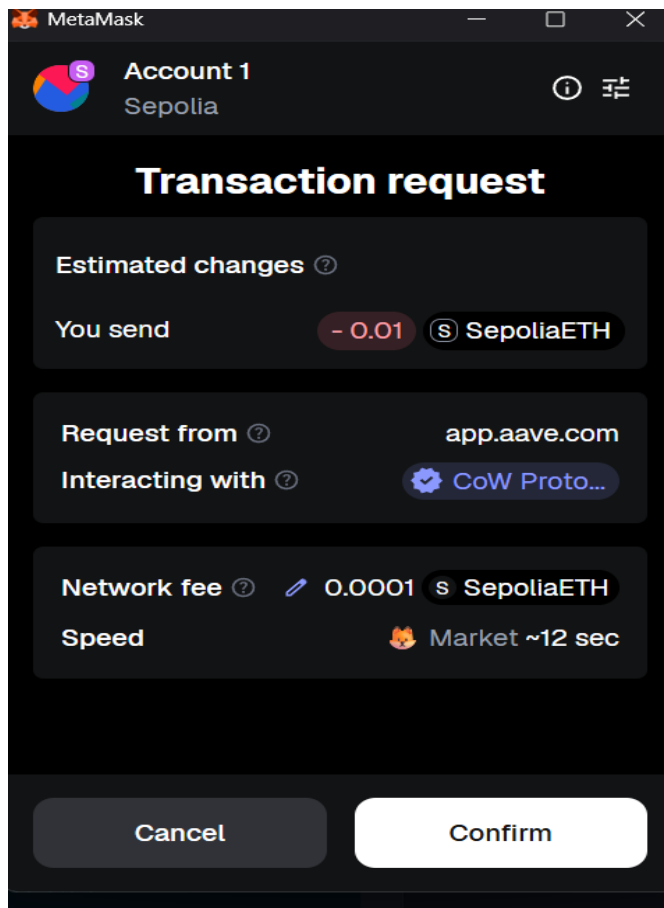 MetaMask
S
Account 1
Sepolia
Transaction request
Estimated changes ?
You send - 0.01 S SepoliaETH
Request from ? app.aave.com
Interacting with ? CoW Proto...
Network fee ? 0.0001 S SepoliaETH
Speed Market ~12 sec
Cancel Confirm